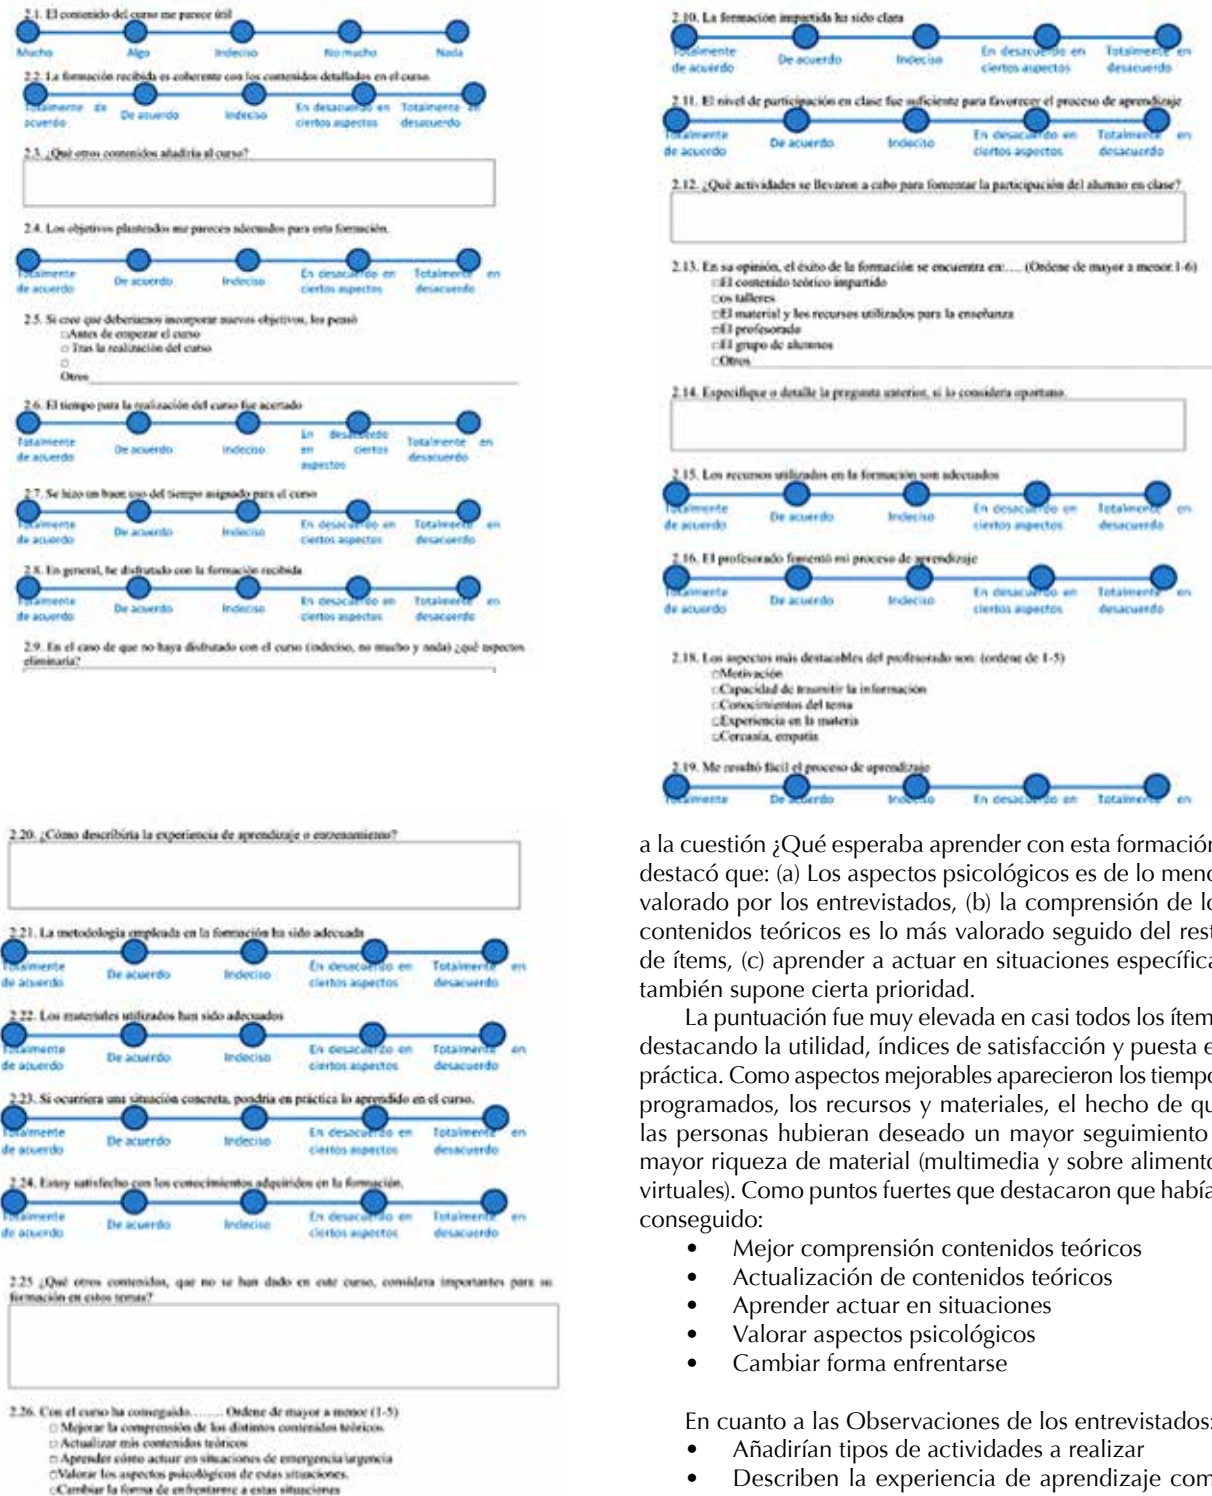 2.1. El contenido del curso me parece útil
Mucho Algo Indeciso No mucho Nada
2.2. La formación recibida es coherente con los contenidos detallados en el curso.
Totalmente de acuerdo De acuerdo Indeciso En desacuerdo en ciertos aspectos Totalmente en desacuerdo
2.3. ¿Qué otros contenidos añadiría al curso?
2.4. Los objetivos planteados me parecen adecuados para esta formación.
Totalmente de acuerdo De acuerdo Indeciso En desacuerdo en ciertos aspectos Totalmente en desacuerdo
2.5. Si cree que deberíamos incorporar nuevos objetivos, los pensó
□Antes de empezar el curso
□ Tras la realización del curso
□
Otros
2.6. El tiempo para la realización del curso fue acertado
Totalmente de acuerdo De acuerdo Indeciso En desacuerdo en ciertos aspectos Totalmente en desacuerdo
2.7. Se hizo un buen uso del tiempo asignado para el curso
Totalmente de acuerdo De acuerdo Indeciso En desacuerdo en ciertos aspectos Totalmente en desacuerdo
2.8. En general, he disfrutado con la formación recibida
Totalmente de acuerdo De acuerdo Indeciso En desacuerdo en ciertos aspectos Totalmente en desacuerdo
2.9. En el caso de que no haya disfrutado con el curso (indeciso, no mucho y nada) ¿qué aspectos
eliminaría?
2.10. La formación impartida ha sido clara
Totalmente de acuerdo De acuerdo Indeciso En desacuerdo en ciertos aspectos Totalmente en desacuerdo
2.11. El nivel de participación en clase fue suficiente para favorecer el proceso de aprendizaje
Totalmente de acuerdo De acuerdo Indeciso En desacuerdo en ciertos aspectos Totalmente en desacuerdo
2.12. ¿Qué actividades se llevaron a cabo para fomentar la participación del alumno en clase?
2.13. En su opinión, el éxito de la formación se encuentra en:.... (Ordene de mayor a menor.1-6)
□El contenido teórico impartido
□os talleres
□El material y los recursos utilizados para la enseñanza
□El profesorado
□El grupo de alumnos
□Otros
2.14. Especifique o detalle la pregunta anterior, si lo considera oportuno.
2.15. Los recursos utilizados en la formación son adecuados
Totalmente de acuerdo De acuerdo Indeciso En desacuerdo en ciertos aspectos Totalmente en desacuerdo
2.16. El profesorado fomentó mi proceso de aprendizaje
Totalmente de acuerdo De acuerdo Indeciso En desacuerdo en ciertos aspectos Totalmente en desacuerdo
2.18. Los aspectos más destacables del profesorado son: (ordene de 1-5)
□Motivación
□Capacidad de trasmitir la información
□Conocimientos del tema
□Experiencia en la materia
□Cercanía, empatía
2.19. Me resultó fácil el proceso de aprendizaje
Totalmente De acuerdo Indeciso En desacuerdo en Totalmente en
2.20. ¿Cómo describiría la experiencia de aprendizaje o entrenamiento?
2.21. La metodología empleada en la formación ha sido adecuada
Totalmente de acuerdo De acuerdo Indeciso En desacuerdo en ciertos aspectos Totalmente en desacuerdo
2.22. Los materiales utilizados han sido adecuados
Totalmente de acuerdo De acuerdo Indeciso En desacuerdo en ciertos aspectos Totalmente en desacuerdo
2.23. Si ocurriera una situación concreta, pondría en práctica lo aprendido en el curso.
Totalmente de acuerdo De acuerdo Indeciso En desacuerdo en ciertos aspectos Totalmente en desacuerdo
2.24. Estoy satisfecho con los conocimientos adquiridos en la formación.
Totalmente de acuerdo De acuerdo Indeciso En desacuerdo en ciertos aspectos Totalmente en desacuerdo
2.25 ¿Qué otros contenidos, que no se han dado en este curso, considera importantes para su
formación en estos temas?
2.26. Con el curso ha conseguido........ Ordene de mayor a menor (1-5)
□ Mejorar la comprensión de los distintos contenidos teóricos
□ Actualizar mis contenidos teóricos
□ Aprender cómo actuar en situaciones de emergencia/urgencia
□Valorar los aspectos psicológicos de estas situaciones.
□Cambiar la forma de enfrentarme a estas situaciones
a la cuestión ¿Qué esperaba aprender con esta formación
destacó que: (a) Los aspectos psicológicos es de lo meno
valorado por los entrevistados, (b) la comprensión de lo
contenidos teóricos es lo más valorado seguido del rest
de ítems, (c) aprender a actuar en situaciones específica
también supone cierta prioridad.
La puntuación fue muy elevada en casi todos los ítem
destacando la utilidad, índices de satisfacción y puesta e
práctica. Como aspectos mejorables aparecieron los tiempo
programados, los recursos y materiales, el hecho de qu
las personas hubieran deseado un mayor seguimiento
mayor riqueza de material (multimedia y sobre alimento
virtuales). Como puntos fuertes que destacaron que había
conseguido:
• Mejor comprensión contenidos teóricos
• Actualización de contenidos teóricos
• Aprender actuar en situaciones
• Valorar aspectos psicológicos
• Cambiar forma enfrentarse
En cuanto a las Observaciones de los entrevistados:
• Añadirían tipos de actividades a realizar
• Describen la experiencia de aprendizaje com